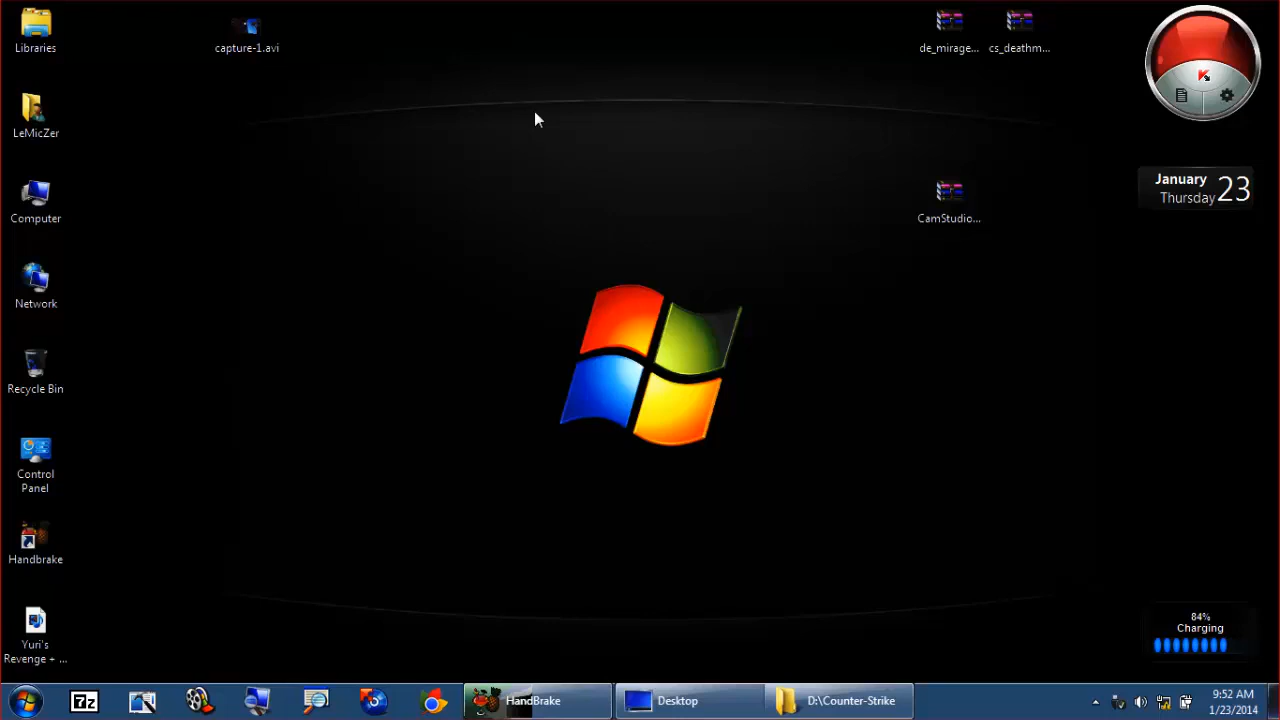 Libraries
capture-1.avi
de_mirage...
cs_deathm...
LeMicZer
January
Thursday
23
Computer
CamStudio...
Network
Recycle Bin
Control
Panel
Handbrake
84%
Charging
Yuri's
Revenge + ...
7z
HandBrake
Desktop
D:\Counter-Strike
9:52 AM
1/23/2014